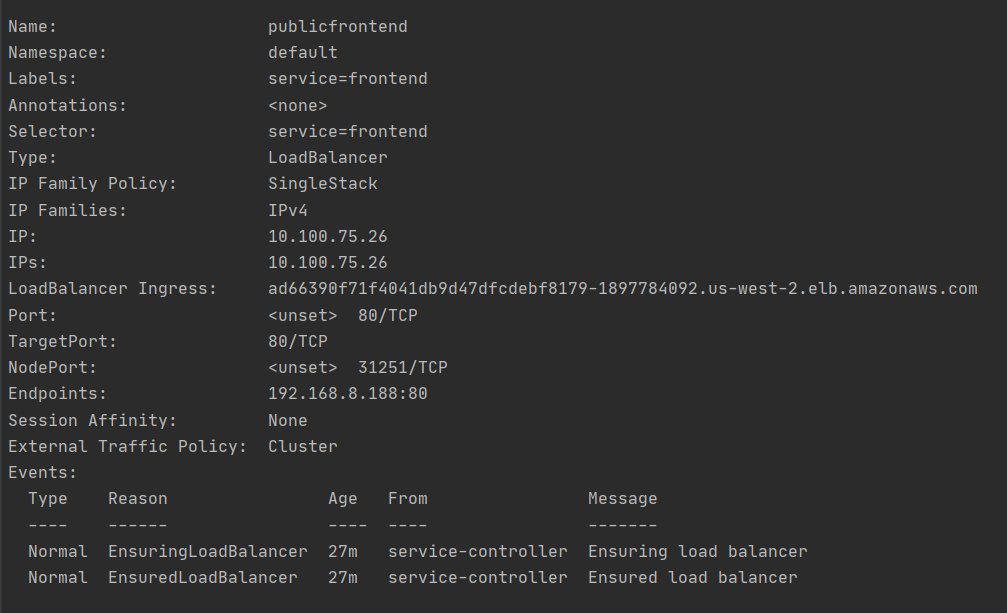 Name:                     publicfrontend
Namespace:                default
Labels:                   service=frontend
Annotations:              <none>
Selector:                 service=frontend
Type:                     LoadBalancer
IP Family Policy:         SingleStack
IP Families:              IPv4
IP:                       10.100.75.26
IPs:                      10.100.75.26
LoadBalancer Ingress:     ad66390f71f4041db9d47dfcdebf8179-1897784092.us-west-2.elb.amazonaws.com
Port:                     <unset>  80/TCP
TargetPort:               80/TCP
NodePort:                 <unset>  31251/TCP
Endpoints:                192.168.8.188:80
Session Affinity:         None
External Traffic Policy:  Cluster
Events:
  Type    Reason                Age   From                Message
  ----    ------                ----  ----                -------
  Normal  EnsuringLoadBalancer  27m   service-controller  Ensuring load balancer
  Normal  EnsuredLoadBalancer   27m   service-controller  Ensured load balancer